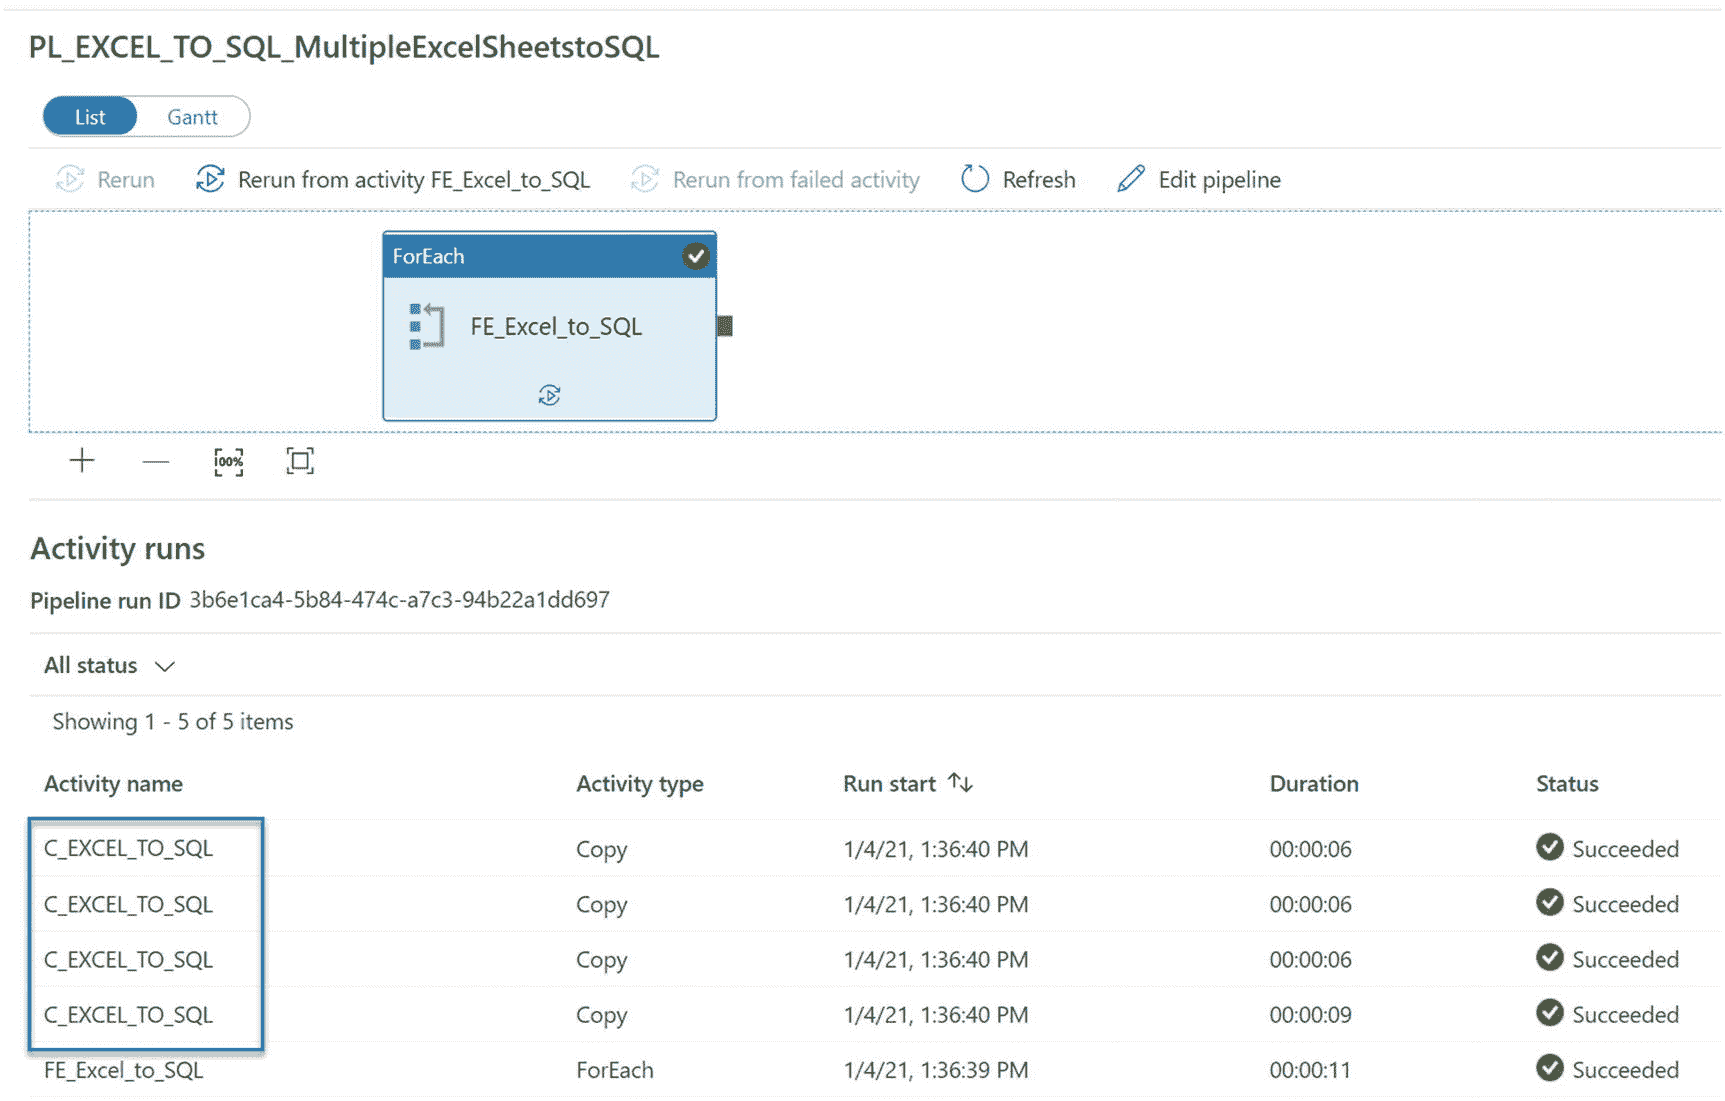 PL_EXCEL_TO_SQL_MultipleExcelSheetstoSQL
List Gantt
Rerun Rerun from activity FE_Excel_to_SQL Rerun from failed activity Refresh Edit pipeline
ForEach
FE_Excel_to_SQL
100%
Activity runs
Pipeline run ID 3b6e1ca4-5b84-474c-a7c3-94b22a1dd697
All status
Showing 1 - 5 of 5 items
Activity name Activity type Run start Duration Status
C_EXCEL_TO_SQL Copy 1/4/21, 1:36:40 PM 00:00:06 Succeeded
C_EXCEL_TO_SQL Copy 1/4/21, 1:36:40 PM 00:00:06 Succeeded
C_EXCEL_TO_SQL Copy 1/4/21, 1:36:40 PM 00:00:06 Succeeded
C_EXCEL_TO_SQL Copy 1/4/21, 1:36:40 PM 00:00:09 Succeeded
FE_Excel_to_SQL ForEach 1/4/21, 1:36:39 PM 00:00:11 Succeeded